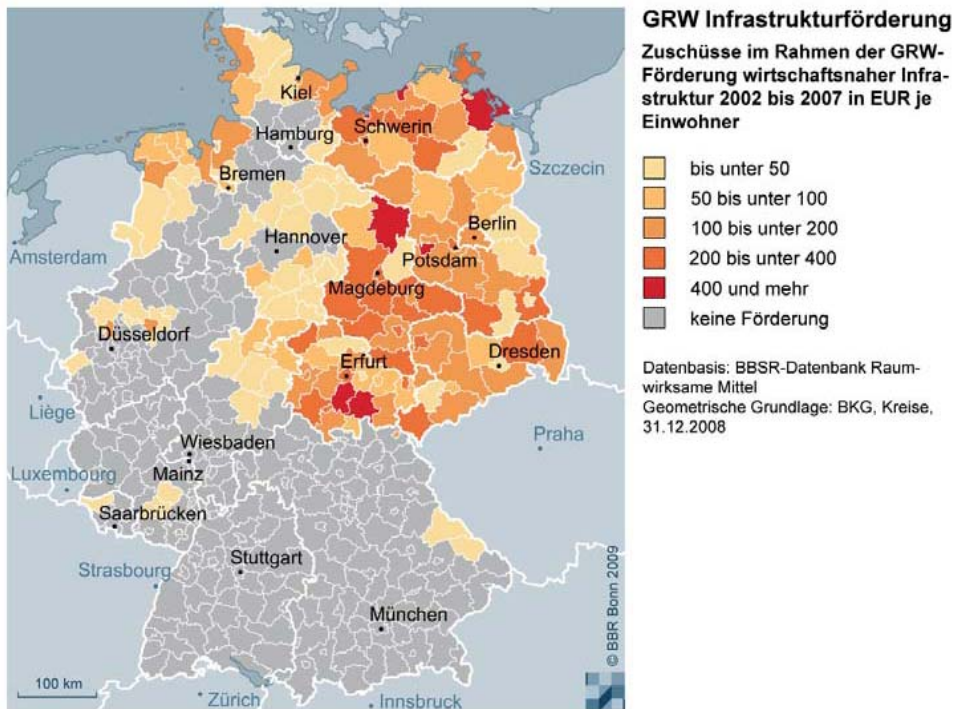 GRW Infrastrukturförderung
Zuschüsse im Rahmen der GRW-
Förderung wirtschaftsnaher Infra-
struktur 2002 bis 2007 in EUR je
Einwohner
bis unter 50
50 bis unter 100
100 bis unter 200
200 bis unter 400
400 und mehr
keine Förderung
Datenbasis: BBSR-Datenbank Raum-
wirksame Mittel
Geometrische Grundlage: BKG, Kreise,
31.12.2008
Kiel
Hamburg
Schwerin
Szczecin
Bremen
Berlin
Hannover
Amsterdam
Potsdam
Magdeburg
Düsseldorf
Erfurt
Dresden
Liège
Wiesbaden
Praha
Luxembourg
Mainz
Saarbrücken
Stuttgart
Strasbourg
München
© BBR Bonn 2009
100 km
Zürich
Innsbruck